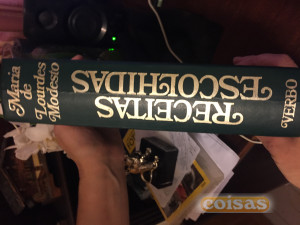 Maria de
Lourdes
Modesto
RECEITAS
ESCOLHIDAS
VERBO
coisas